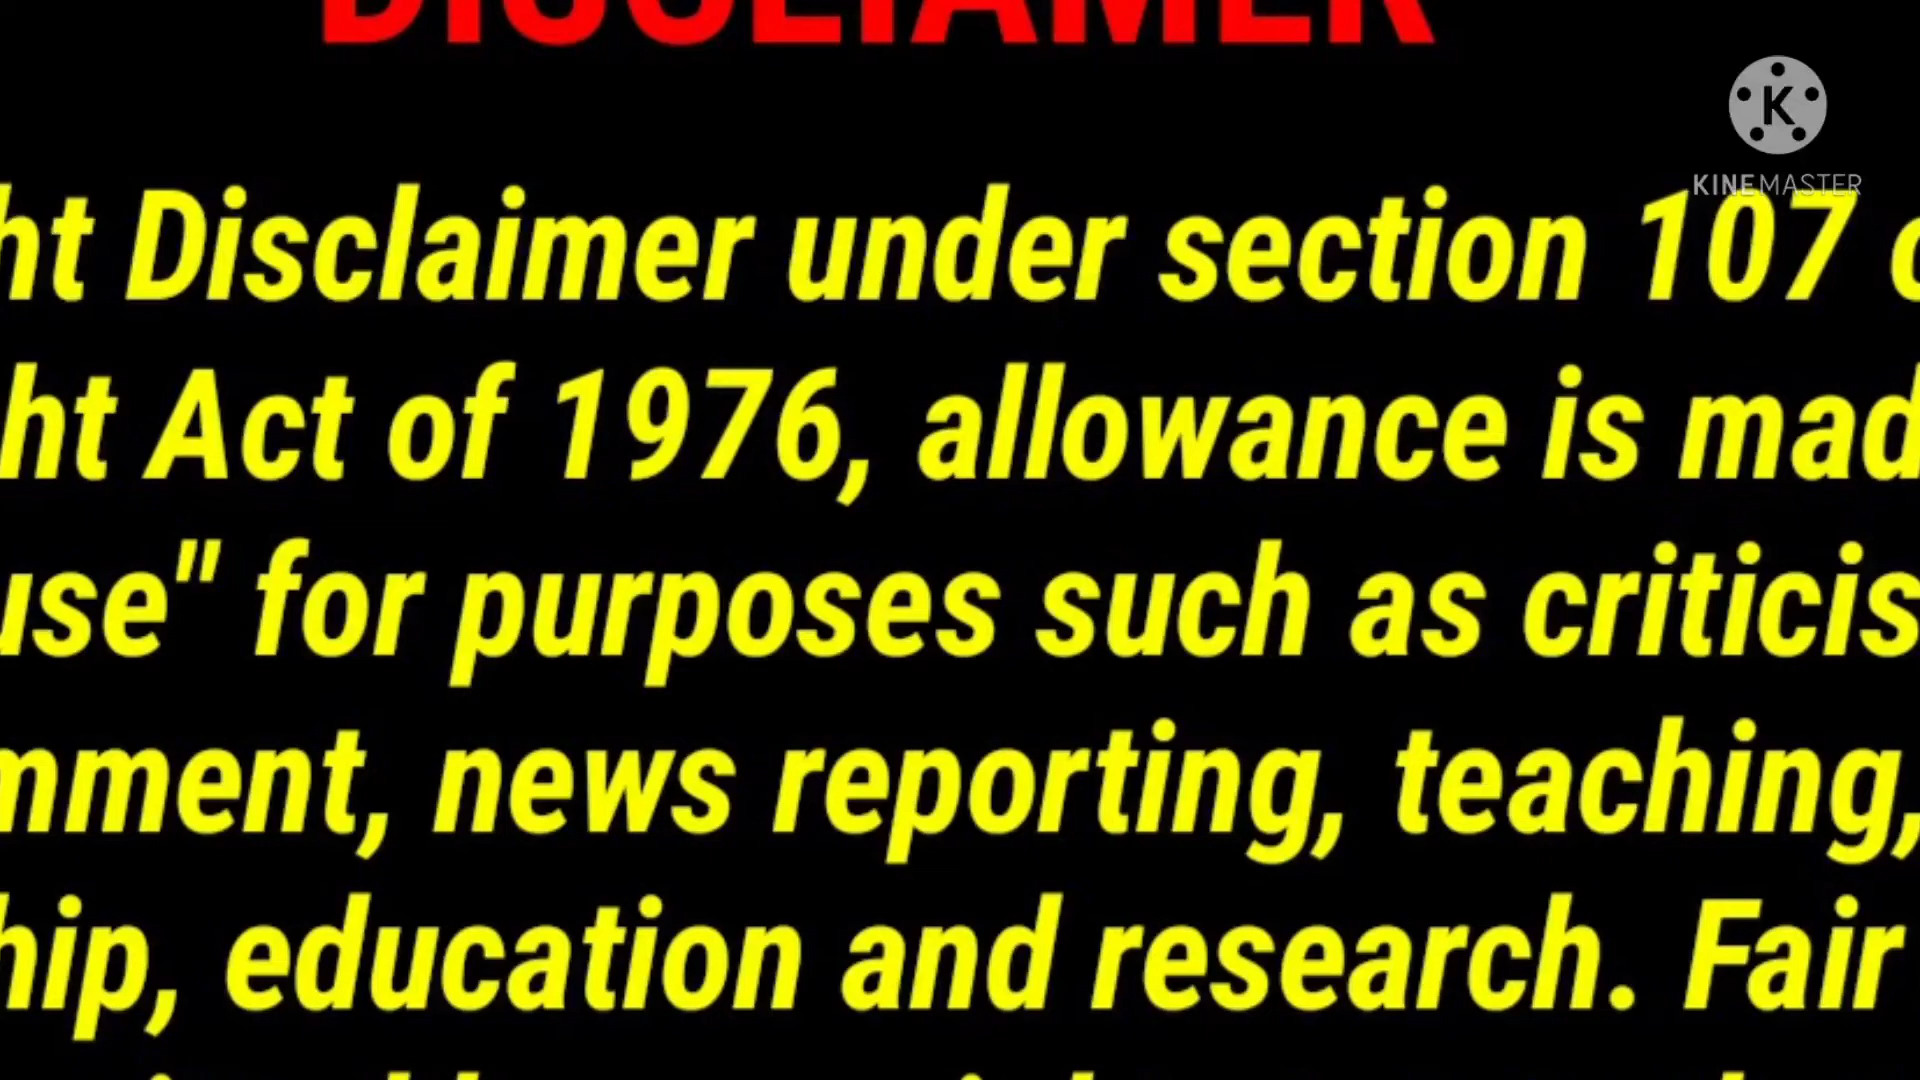 DISCLIAMER
KINEMASTER
ht Disclaimer under section 107
ht Act of 1976, allowance is mad
use" for purposes such as criticis
mment, news reporting, teaching,
hip, education and research. Fair